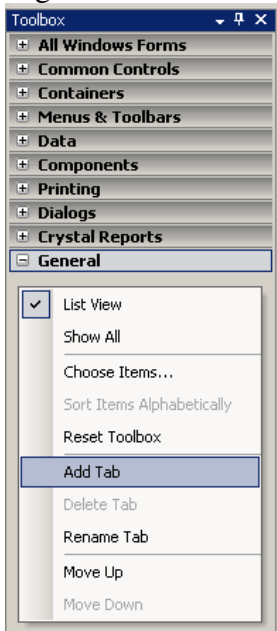 Toolbox
All Windows Forms
Common Controls
Containers
Menus & Toolbars
Data
Components
Printing
Dialogs
Crystal Reports
General
List View
Show All
Choose Items...
Sort Items Alphabetically
Reset Toolbox
Add Tab
Delete Tab
Rename Tab
Move Up
Move Down